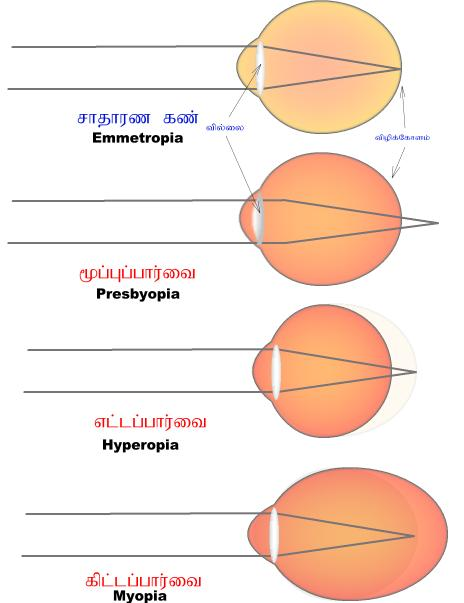 சாதாரண கண்
Emmetropia
வில்லை
விழிக்கோளம்
மூப்புப்பார்வை
Presbyopia
எட்டப்பார்வை
Hyperopia
கிட்டப்பார்வை
Myopia